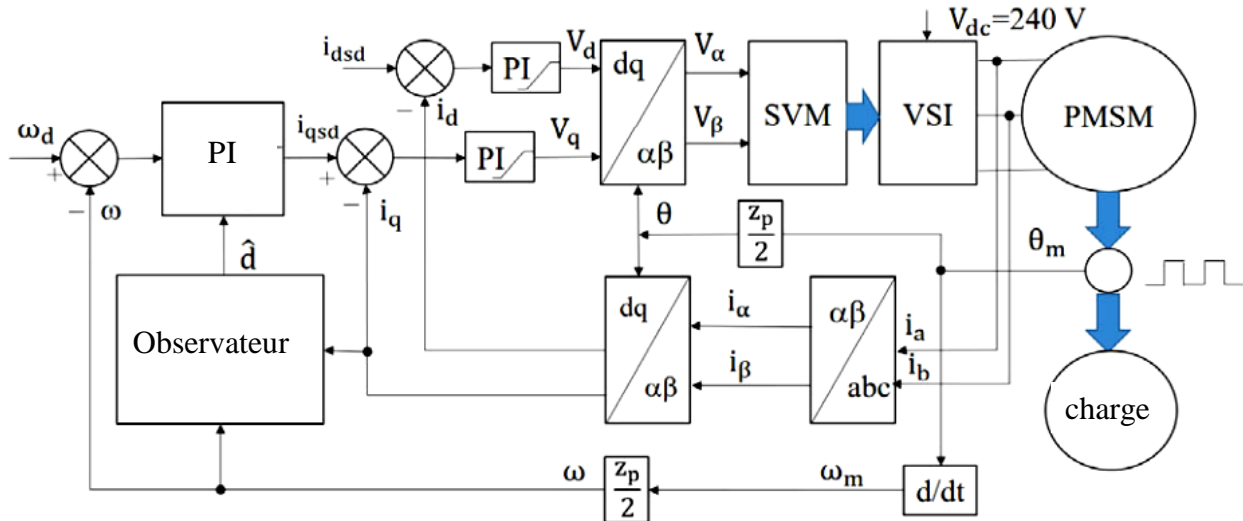 V_dc=240 V
i_dsd
PI
V_d
dq
αβ
V_α
V_β
SVM
VSI
PMSM
−
i_d
ω_d
+
−
ω
PI
i_qsd
+
−
i_q
PI
V_q
θ
z_p/2
θ_m
d̂
Observateur
dq
αβ
i_α
i_β
αβ
abc
i_a
i_b
charge
ω
z_p/2
ω_m
d/dt